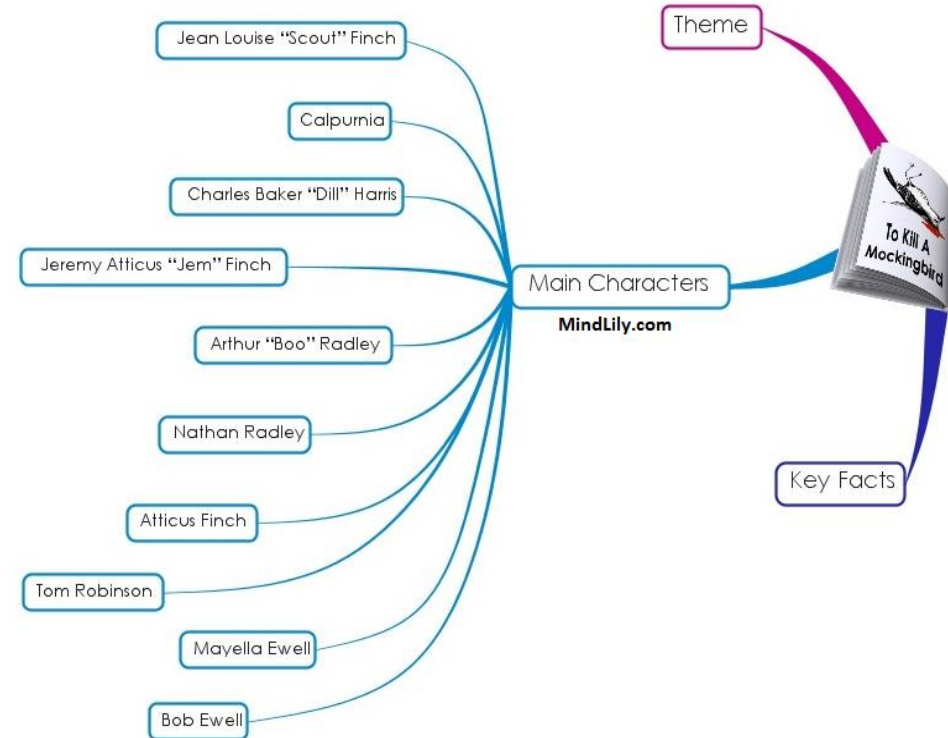 Theme
Jean Louise “Scout” Finch
Calpurnia
Charles Baker “Dill” Harris
Jeremy Atticus “Jem” Finch
Arthur “Boo” Radley
Nathan Radley
Atticus Finch
Tom Robinson
Mayella Ewell
Bob Ewell
Main Characters
MindLily.com
To Kill A
Mockingbird
Key Facts